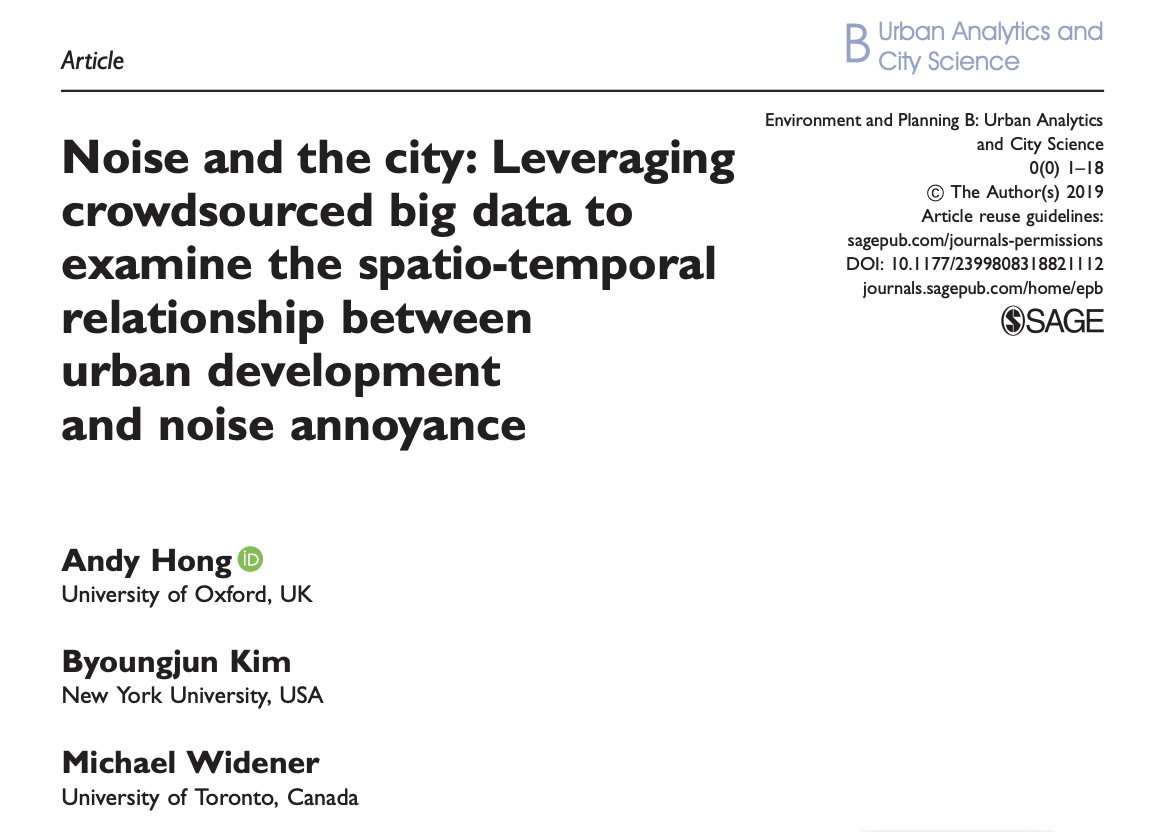 Article
B Urban Analytics and
City Science
Environment and Planning B: Urban Analytics
and City Science
0(0) 1–18
© The Author(s) 2019
Article reuse guidelines:
sagepub.com/journals-permissions
DOI: 10.1177/2399808318821112
journals.sagepub.com/home/epb
SAGE
Noise and the city: Leveraging
crowdsourced big data to
examine the spatio-temporal
relationship between
urban development
and noise annoyance
Andy Hong iD
University of Oxford, UK
Byoungjun Kim
New York University, USA
Michael Widener
University of Toronto, Canada